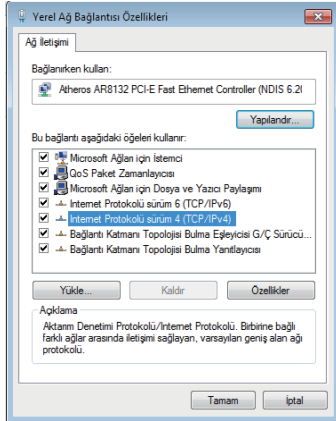 Yerel Ağ Bağlantısı Özellikleri
Ağ İletişimi
Bağlanırken kullan:
Atheros AR8132 PCI-E Fast Ethernet Controller (NDIS 6.20
Yapılandır...
Bu bağlantı aşağıdaki öğeleri kullanır:
Microsoft Ağları için İstemci
QoS Paket Zamanlayıcısı
Microsoft Ağları için Dosya ve Yazıcı Paylaşımı
Internet Protokolü sürüm 6 (TCP/IPv6)
Internet Protokolü sürüm 4 (TCP/IPv4)
Bağlantı Katmanı Topolojisi Bulma Eşleyicisi G/Ç Sürücü...
Bağlantı Katmanı Topolojisi Bulma Yanıtlayıcısı
Yükle...
Kaldır
Özellikler
Açıklama
Aktarım Denetimi Protokolü/Internet Protokolü. Birbirine bağlı
farklı ağlar arasında iletişimi sağlayan, varsayılan geniş alan ağı
protokolü.
Tamam
İptal